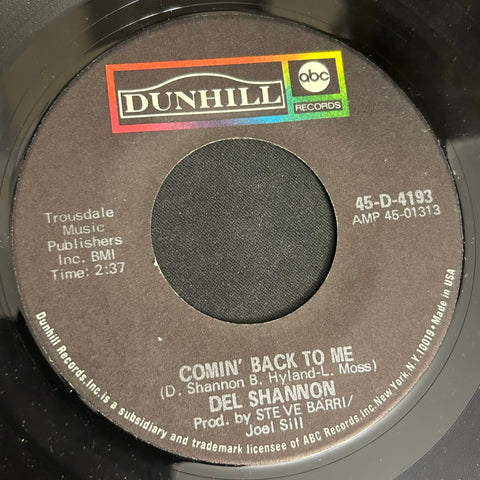 DUNHILL
abc
RECORDS
Trousdale
Music
Publishers
Inc. BMI
Time: 2:37
45-D-4193
AMP 45-01313
COMIN' BACK TO ME
(D. Shannon B. Hyland-L. Moss)
DEL SHANNON
Prod. by STEVE BARRI/
Joel Sill
Dunhill Records, Inc. is a subsidiary and trademark licensee of ABC Records, Inc. New York, N.Y. 10019 • Made in USA